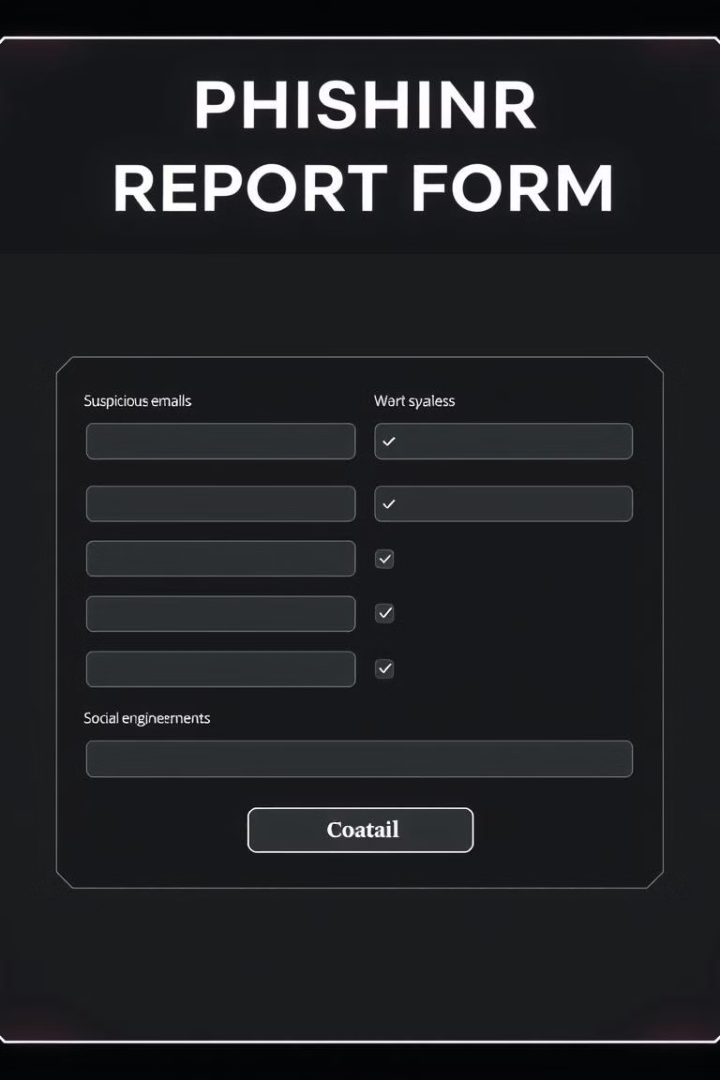 PHISHINR
REPORT FORM
Suspicious emalls
Wart syaless
Social engineernents
Coatail